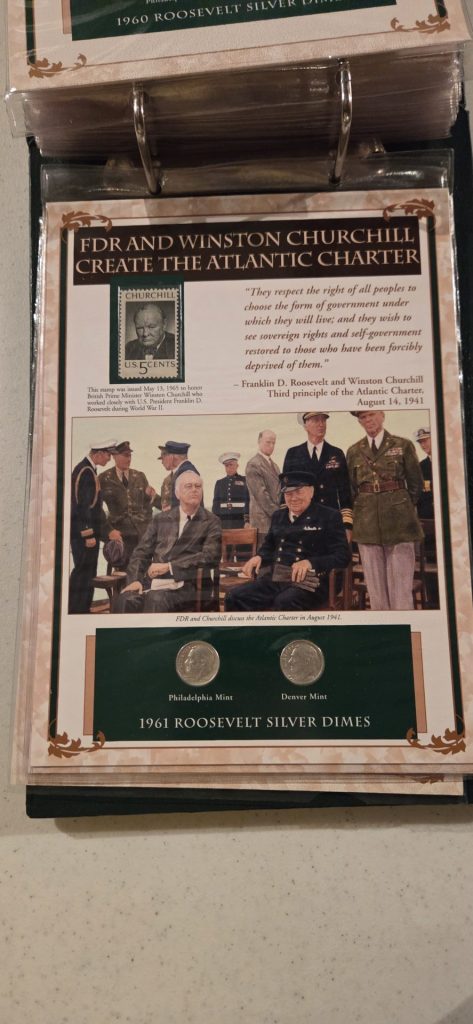 1960 ROOSEVELT SILVER DIMES
FDR AND WINSTON CHURCHILL
CREATE THE ATLANTIC CHARTER
CHURCHILL
U.S. 5 CENTS
This stamp was issued May 13, 1965 to honor
British Prime Minister Winston Churchill who
worked closely with U.S. President Franklin D.
Roosevelt during World War II.
"They respect the right of all peoples to
choose the form of government under
which they will live; and they wish to
see sovereign rights and self-government
restored to those who have been forcibly
deprived of them."
– Franklin D. Roosevelt and Winston Churchill
Third principle of the Atlantic Charter,
August 14, 1941
FDR and Churchill discuss the Atlantic Charter in August 1941.
Philadelphia Mint
Denver Mint
1961 ROOSEVELT SILVER DIMES